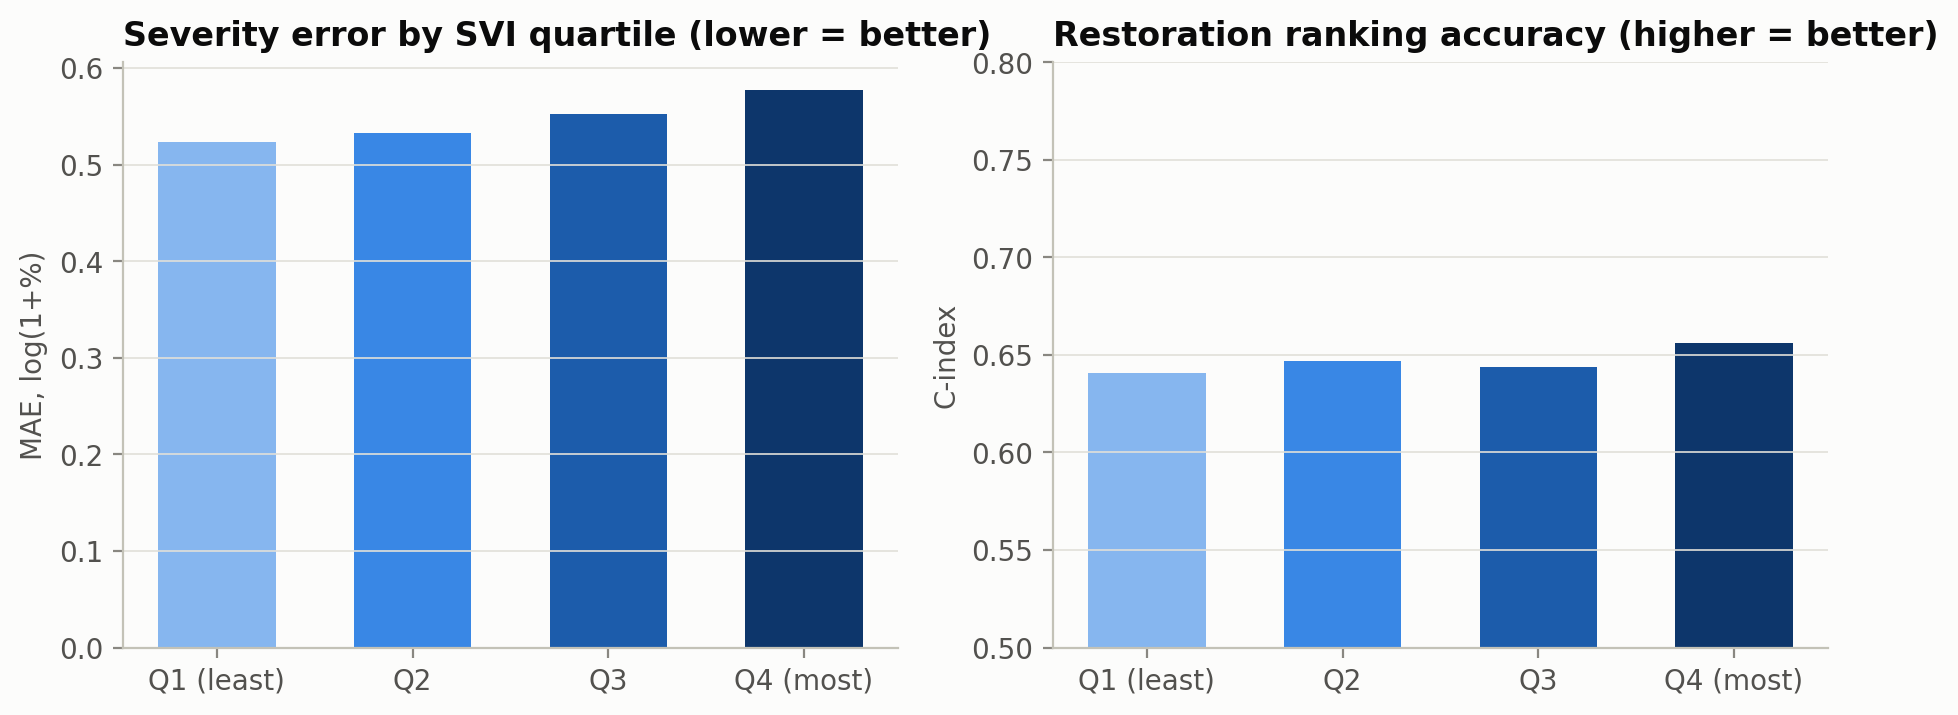 Severity error by SVI quartile (lower = better)
MAE, log(1+%)
0.6
0.5
0.4
0.3
0.2
0.1
0.0
Q1 (least)
Q2
Q3
Q4 (most)
Restoration ranking accuracy (higher = better)
C-index
0.80
0.75
0.70
0.65
0.60
0.55
0.50
Q1 (least)
Q2
Q3
Q4 (most)